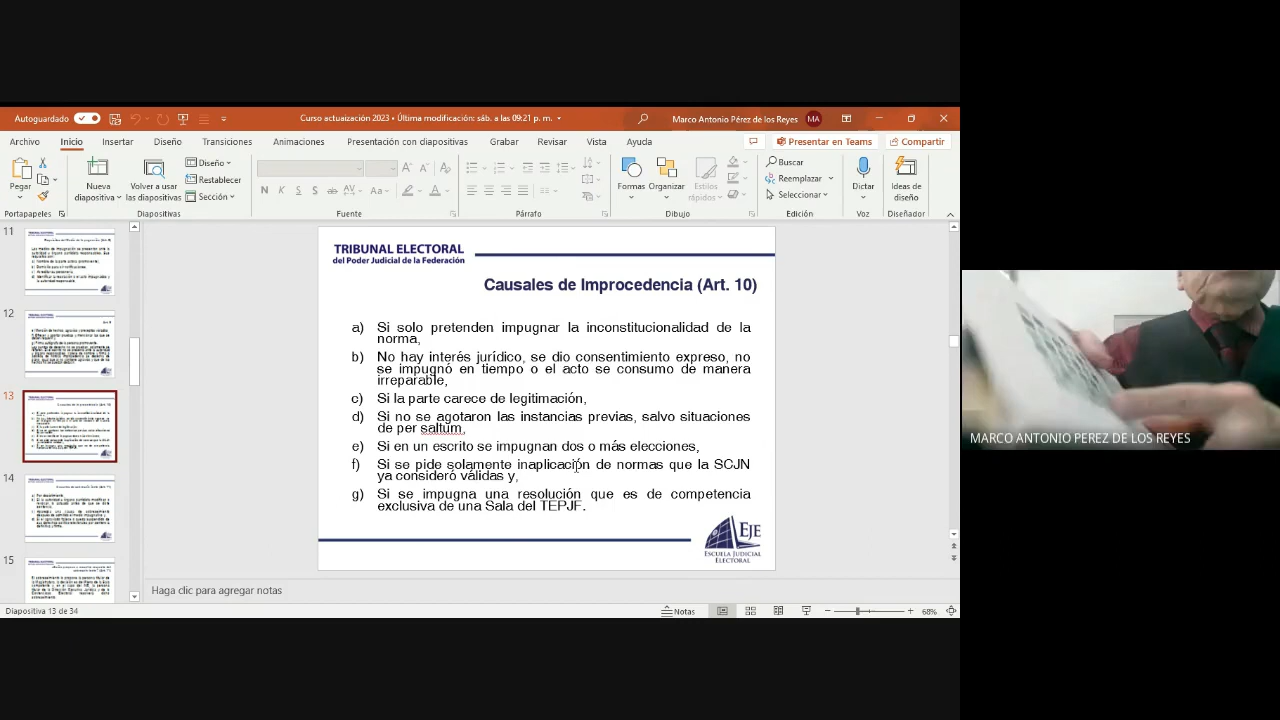 Autoguardado
Curso actuaización 2023 • Última modificación: sáb. a las 09:21 p. m.
Marco Antonio Pérez de los Reyes
MA
Archivo Inicio Insertar Diseño Transiciones Animaciones Presentación con diapositivas Grabar Revisar Vista Ayuda
Presentar en Teams
Compartir
Pegar
Nueva diapositiva
Volver a usar las diapositivas
Diseño
Restablecer
Sección
N K S S ab AV Aa A
Formas
Organizar
Estilos rápidos
Buscar
Reemplazar
Seleccionar
Dictar
Ideas de diseño
Portapapeles
Diapositivas
Fuente
Párrafo
Dibujo
Edición
Voz
Diseñador
11
12
13
14
15
TRIBUNAL ELECTORAL
del Poder Judicial de la Federación
Causales de Improcedencia (Art. 10)
a) Si solo pretenden impugnar la inconstitucionalidad de la
norma,
b) No hay interés jurídico, se dio consentimiento expreso, no
se impugnó en tiempo o el acto se consumo de manera
irreparable,
c) Si la parte carece de legitimación,
d) Si no se agotaron las instancias previas, salvo situaciones
de per saltum,
e) Si en un escrito se impugnan dos o más elecciones,
f) Si se pide solamente inaplicación de normas que la SCJN
ya consideró válidas y,
g) Si se impugna una resolución que es de competencia
exclusiva de una Sala del TEPJF.
EJE
ESCUELA JUDICIAL
ELECTORAL
Haga clic para agregar notas
Diapositiva 13 de 34
Notas
68%
MARCO ANTONIO PEREZ DE LOS REYES